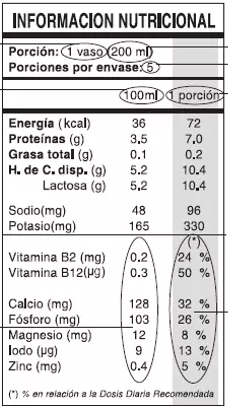 INFORMACION NUTRICIONAL
Porción: 1 vaso (200 ml)
Porciones por envase: 5
100ml 1 porción
Energía (kcal) 36 72
Proteínas (g) 3,5 7,0
Grasa total (g) 0.1 0.2
H. de C. disp. (g) 5.2 10.4
Lactosa (g) 5,2 10.4
Sodio(mg) 48 96
Potasio(mg) 165 330
(*)
Vitamina B2 (mg) 0.2 24 %
Vitamina B12(µg) 0.3 50 %
Calcio (mg) 128 32 %
Fósforo (mg) 103 26 %
Magnesio (mg) 12 8 %
Iodo (µg) 9 13 %
Zinc (mg) 0.4 5 %
(*) % en relación a la Dosis Diaria Recomendada